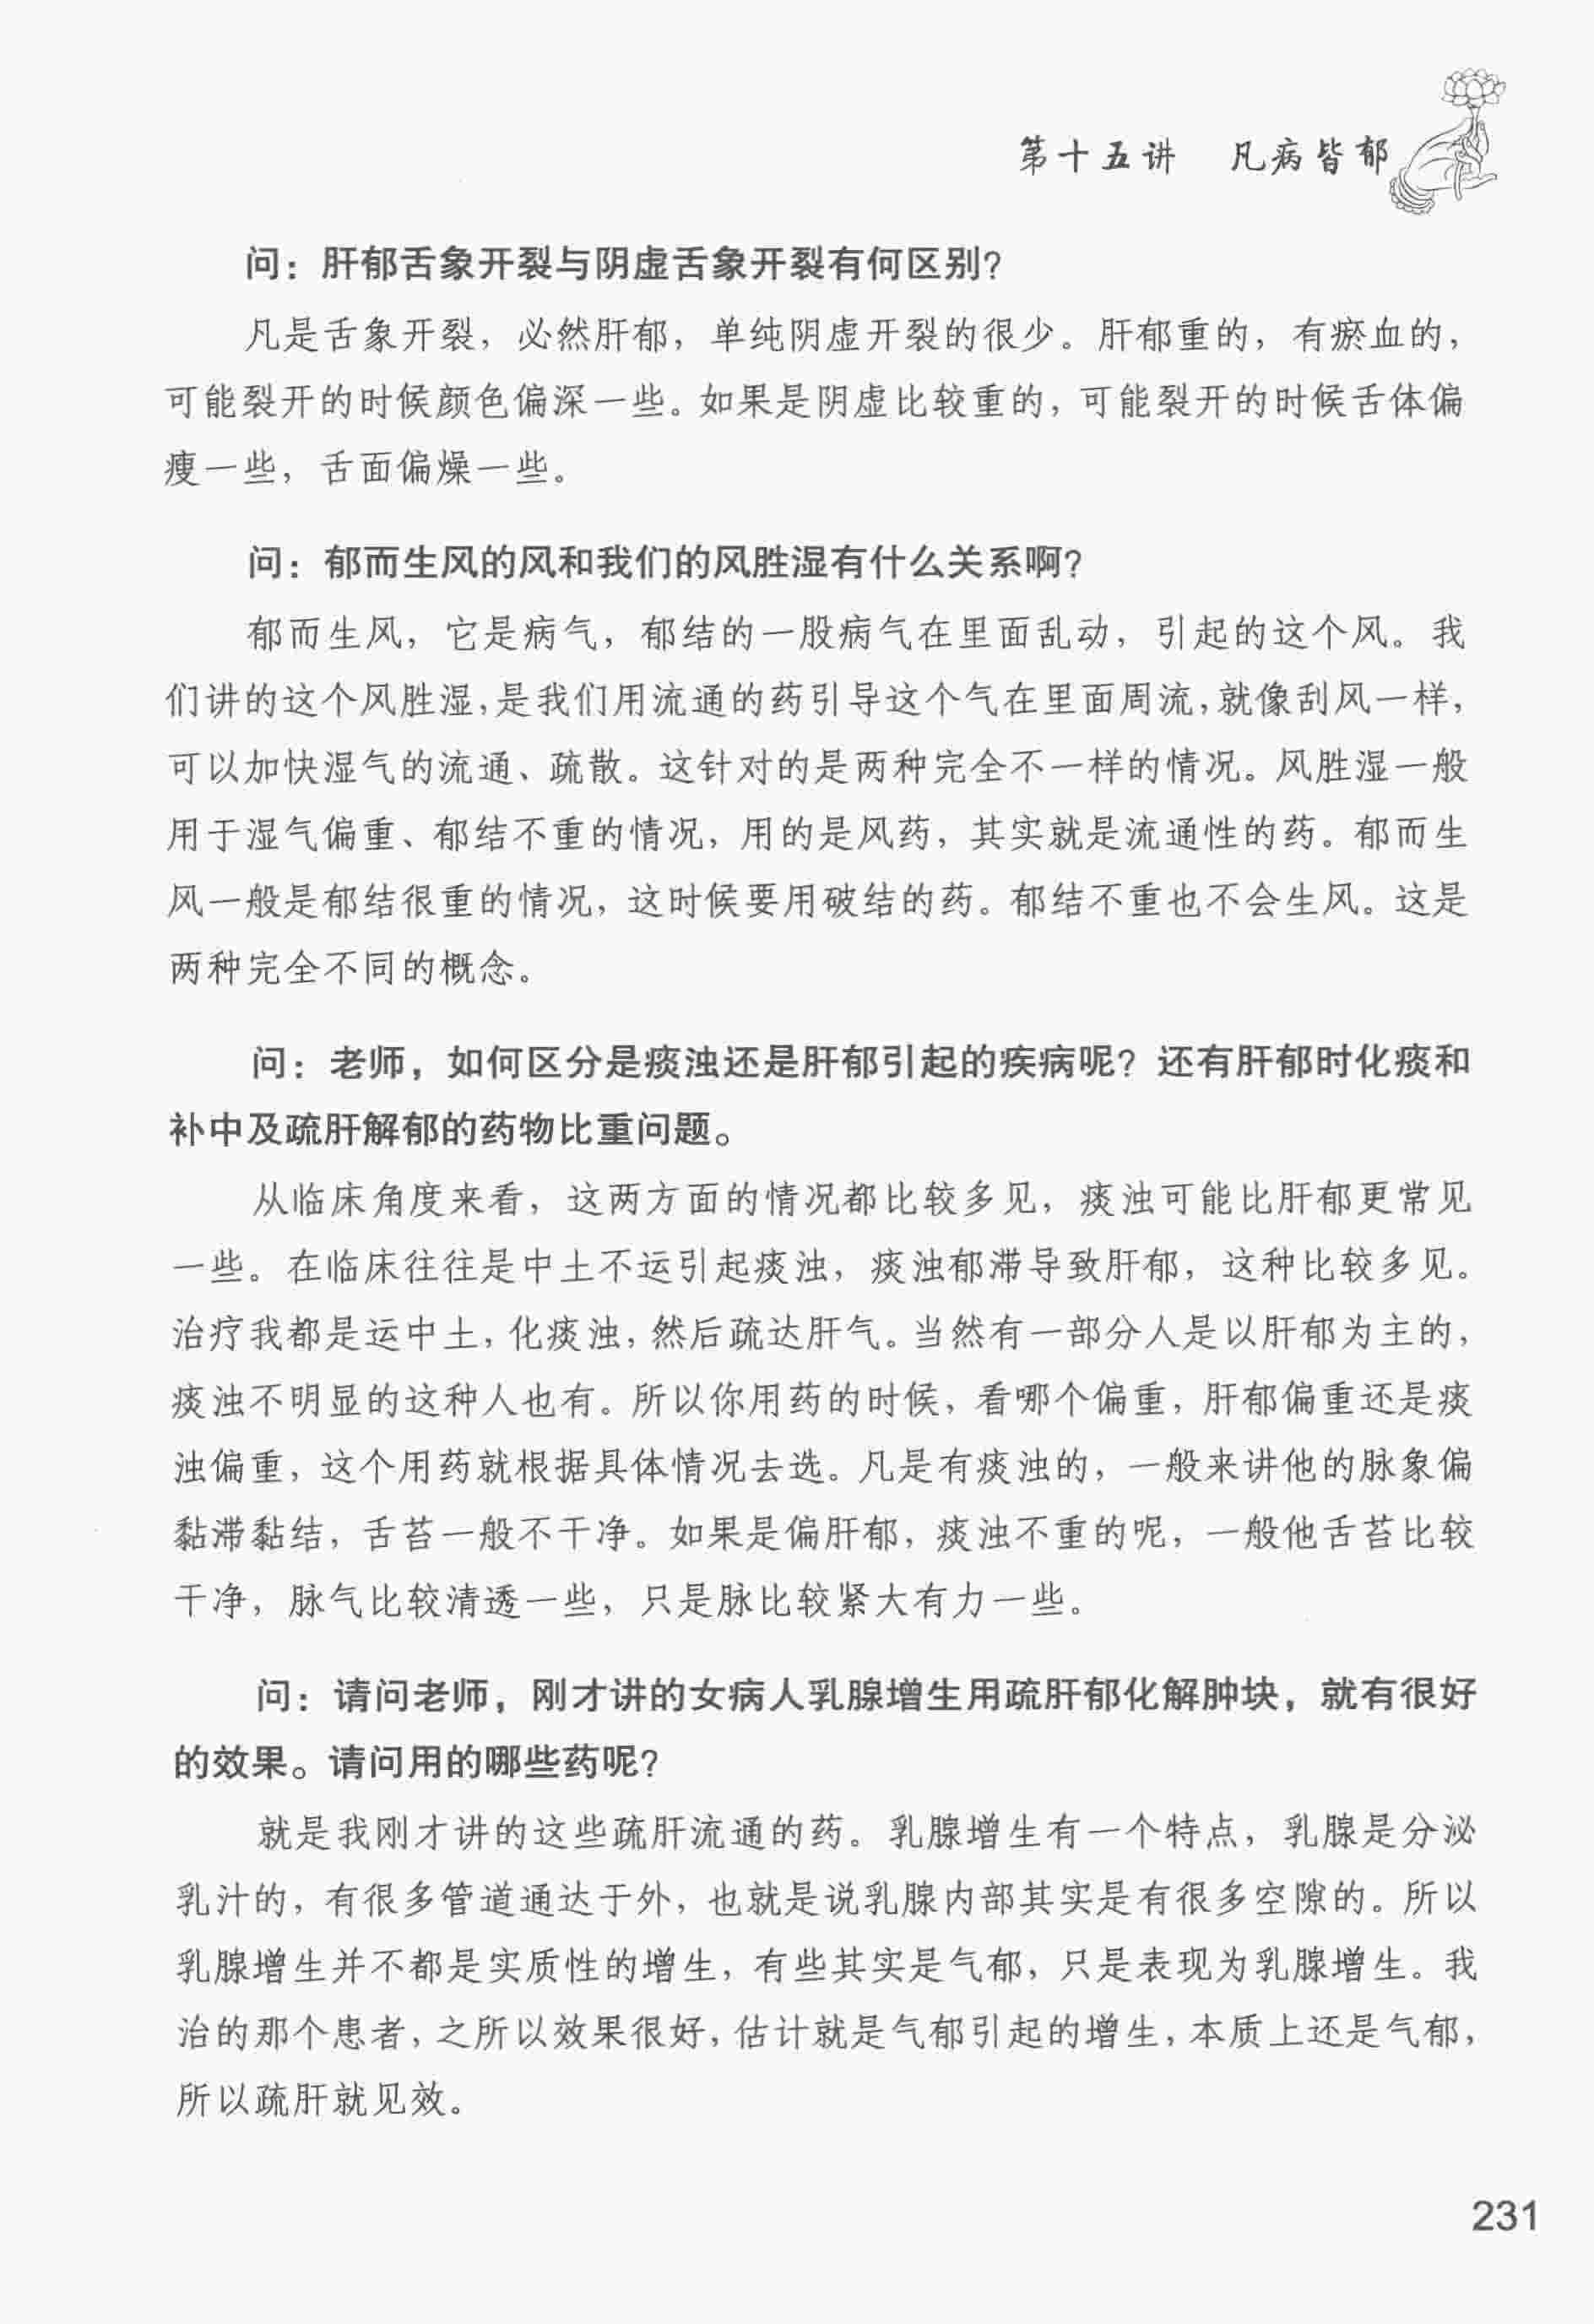 第十五讲 凡病皆郁
问：肝郁舌象开裂与阴虚舌象开裂有何区别？
凡是舌象开裂，必然肝郁，单纯阴虚开裂的很少。肝郁重的，有瘀血的，
可能裂开的时候颜色偏深一些。如果是阴虚比较重的，可能裂开的时候舌体偏
瘦一些，舌面偏燥一些。
问：郁而生风的风和我们的风胜湿有什么关系啊？
郁而生风，它是病气，郁结的一股病气在里面乱动，引起的这个风。我
们讲的这个风胜湿，是我们用流通的药引导这个气在里面周流，就像刮风一样，
可以加快湿气的流通、疏散。这针对的是两种完全不一样的情况。风胜湿一般
用于湿气偏重、郁结不重的情况，用的是风药，其实就是流通性的药。郁而生
风一般是郁结很重的情况，这时候要用破结的药。郁结不重也不会生风。这是
两种完全不同的概念。
问：老师，如何区分是痰浊还是肝郁引起的疾病呢？还有肝郁时化痰和
补中及疏肝解郁的药物比重问题。
从临床角度来看，这两方面的情况都比较多见，痰浊可能比肝郁更常见
一些。在临床往往是中土不运引起痰浊，痰浊郁滞导致肝郁，这种比较多见。
治疗我都是运中土，化痰浊，然后疏达肝气。当然有一部分人是以肝郁为主的，
痰浊不明显的这种人也有。所以你用药的时候，看哪个偏重，肝郁偏重还是痰
浊偏重，这个用药就根据具体情况去选。凡是有痰浊的，一般来讲他的脉象偏
黏滞黏结，舌苔一般不干净。如果是偏肝郁，痰浊不重的呢，一般他舌苔比较
干净，脉气比较清透一些，只是脉比较紧大有力一些。
问：请问老师，刚才讲的女病人乳腺增生用疏肝郁化解肿块，就有很好
的效果。请问用的哪些药呢？
就是我刚才讲的这些疏肝流通的药。乳腺增生有一个特点，乳腺是分泌
乳汁的，有很多管道通达于外，也就是说乳腺内部其实是有很多空隙的。所以
乳腺增生并不都是实质性的增生，有些其实是气郁，只是表现为乳腺增生。我
治的那个患者，之所以效果很好，估计就是气郁引起的增生，本质上还是气郁，
所以疏肝就见效。
231